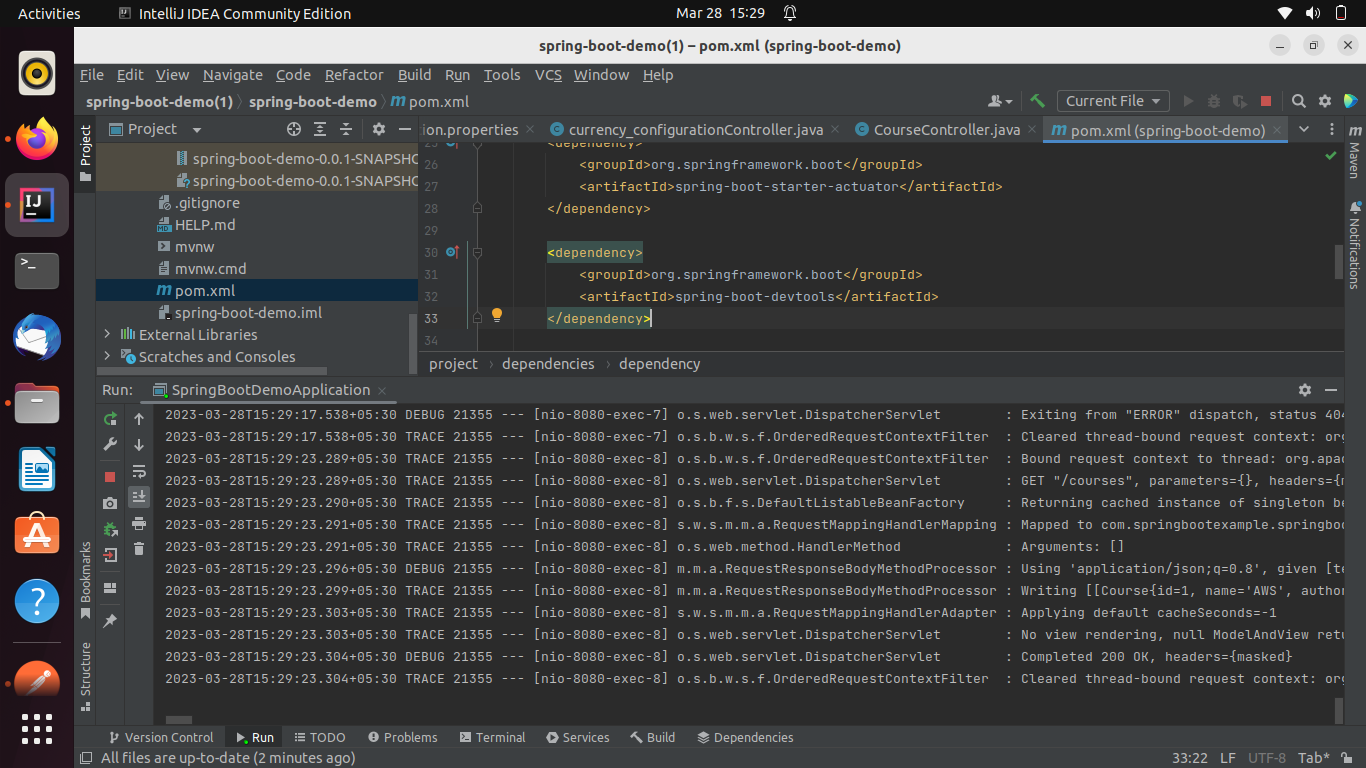 Activities
IntelliJ IDEA Community Edition
Mar 28 15:29
spring-boot-demo(1) – pom.xml (spring-boot-demo)
File Edit View Navigate Code Refactor Build Run Tools VCS Window Help
spring-boot-demo(1) spring-boot-demo pom.xml
Current File
Project
Project
ion.properties
currency_configurationController.java
CourseController.java
pom.xml (spring-boot-demo)
Maven
Notifications
spring-boot-demo-0.0.1-SNAPSHO
spring-boot-demo-0.0.1-SNAPSHO
.gitignore
HELP.md
mvnw
mvnw.cmd
pom.xml
spring-boot-demo.iml
External Libraries
Scratches and Consoles
25 <dependency>
26 <groupId>org.springframework.boot</groupId>
27 <artifactId>spring-boot-starter-actuator</artifactId>
28 </dependency>
29
30 <dependency>
31 <groupId>org.springframework.boot</groupId>
32 <artifactId>spring-boot-devtools</artifactId>
33 </dependency>
34
project › dependencies › dependency
Run: SpringBootDemoApplication
2023-03-28T15:29:17.538+05:30 DEBUG 21355 --- [nio-8080-exec-7] o.s.web.servlet.DispatcherServlet : Exiting from "ERROR" dispatch, status 404
2023-03-28T15:29:17.538+05:30 TRACE 21355 --- [nio-8080-exec-7] o.s.b.w.s.f.OrderedRequestContextFilter : Cleared thread-bound request context: org
2023-03-28T15:29:23.289+05:30 TRACE 21355 --- [nio-8080-exec-8] o.s.b.w.s.f.OrderedRequestContextFilter : Bound request context to thread: org.apac
2023-03-28T15:29:23.289+05:30 TRACE 21355 --- [nio-8080-exec-8] o.s.web.servlet.DispatcherServlet : GET "/courses", parameters={}, headers={m
2023-03-28T15:29:23.290+05:30 TRACE 21355 --- [nio-8080-exec-8] o.s.b.f.s.DefaultListableBeanFactory : Returning cached instance of singleton be
2023-03-28T15:29:23.291+05:30 TRACE 21355 --- [nio-8080-exec-8] s.w.s.m.m.a.RequestMappingHandlerMapping : Mapped to com.springbootexample.springboo
2023-03-28T15:29:23.291+05:30 TRACE 21355 --- [nio-8080-exec-8] o.s.web.method.HandlerMethod : Arguments: []
2023-03-28T15:29:23.296+05:30 DEBUG 21355 --- [nio-8080-exec-8] m.m.a.RequestResponseBodyMethodProcessor : Using 'application/json;q=0.8', given [te
2023-03-28T15:29:23.299+05:30 TRACE 21355 --- [nio-8080-exec-8] m.m.a.RequestResponseBodyMethodProcessor : Writing [[Course{id=1, name='AWS', author
2023-03-28T15:29:23.303+05:30 TRACE 21355 --- [nio-8080-exec-8] s.w.s.m.m.a.RequestMappingHandlerAdapter : Applying default cacheSeconds=-1
2023-03-28T15:29:23.303+05:30 TRACE 21355 --- [nio-8080-exec-8] o.s.web.servlet.DispatcherServlet : No view rendering, null ModelAndView retu
2023-03-28T15:29:23.304+05:30 DEBUG 21355 --- [nio-8080-exec-8] o.s.web.servlet.DispatcherServlet : Completed 200 OK, headers={masked}
2023-03-28T15:29:23.304+05:30 TRACE 21355 --- [nio-8080-exec-8] o.s.b.w.s.f.OrderedRequestContextFilter : Cleared thread-bound request context: org
Bookmarks
Structure
Version Control Run TODO Problems Terminal Services Build Dependencies
All files are up-to-date (2 minutes ago)
33:22 LF UTF-8 Tab*